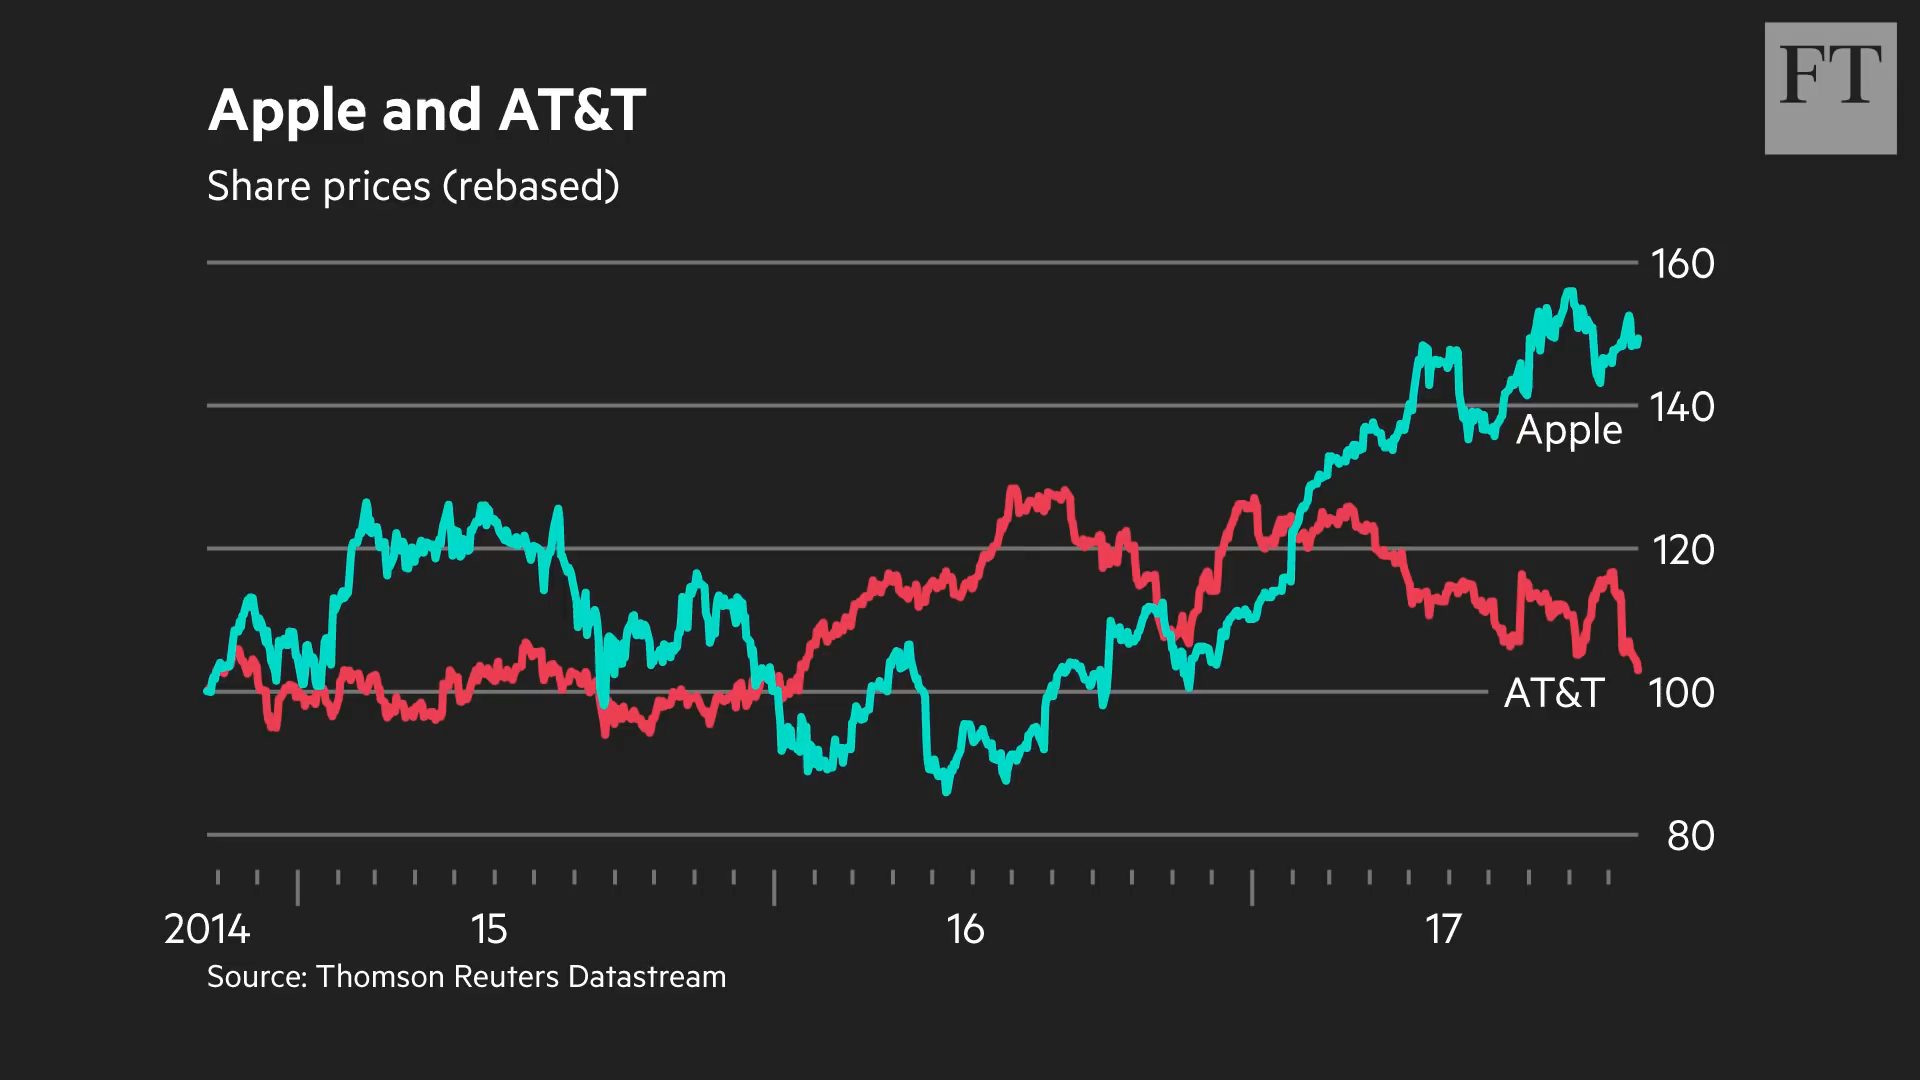 FT
Apple and AT&T
Share prices (rebased)
160
140
Apple
120
AT&T 100
80
2014 15 16 17
Source: Thomson Reuters Datastream